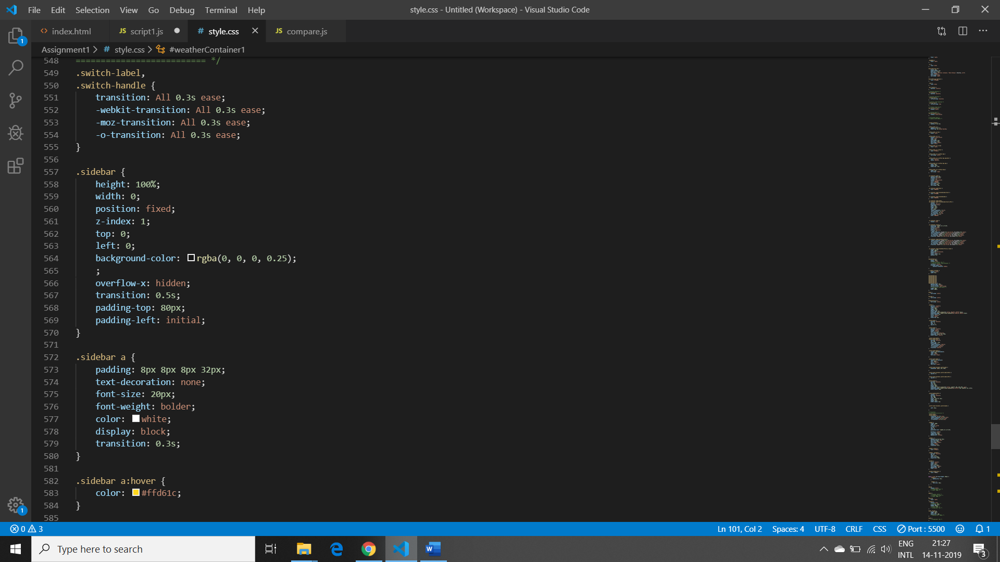 File Edit Selection View Go Debug Terminal Help
style.css - Untitled (Workspace) - Visual Studio Code
1
<> index.html
JS script1.js
# style.css
JS compare.js
Assignment1 > # style.css > #weatherContainer1
548 ========================== */
549 .switch-label,
550 .switch-handle {
551 transition: All 0.3s ease;
552 -webkit-transition: All 0.3s ease;
553 -moz-transition: All 0.3s ease;
554 -o-transition: All 0.3s ease;
555 }
556
557 .sidebar {
558 height: 100%;
559 width: 0;
560 position: fixed;
561 z-index: 1;
562 top: 0;
563 left: 0;
564 background-color: rgba(0, 0, 0, 0.25);
565 ;
566 overflow-x: hidden;
567 transition: 0.5s;
568 padding-top: 80px;
569 padding-left: initial;
570 }
571
572 .sidebar a {
573 padding: 8px 8px 8px 32px;
574 text-decoration: none;
575 font-size: 20px;
576 font-weight: bolder;
577 color: white;
578 display: block;
579 transition: 0.3s;
580 }
581
582 .sidebar a:hover {
583 color: #ffd61c;
584 }
585
1
0 3
Ln 101, Col 2 Spaces: 4 UTF-8 CRLF CSS Port : 5500 1
Type here to search
ENG
INTL
21:27
14-11-2019
3